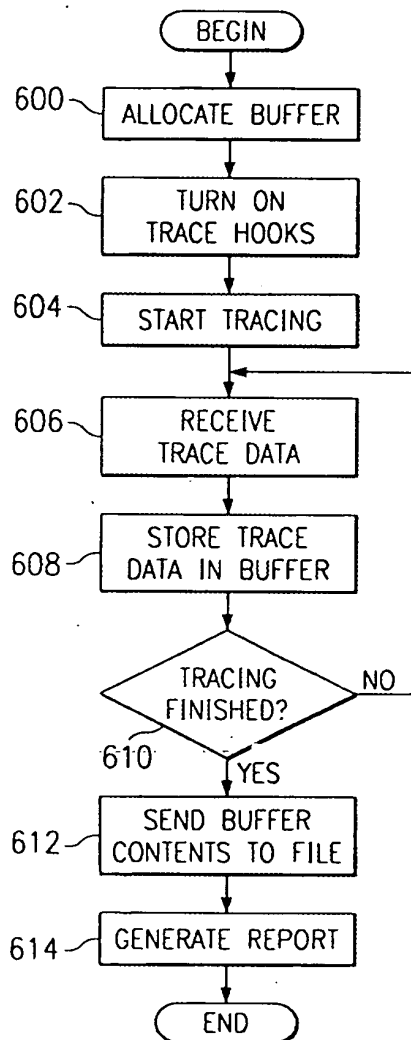 BEGIN
600
ALLOCATE BUFFER
602
TURN ON
TRACE HOOKS
604
START TRACING
606
RECEIVE
TRACE DATA
608
STORE TRACE
DATA IN BUFFER
TRACING
FINISHED?
NO
610
YES
612
SEND BUFFER
CONTENTS TO FILE
614
GENERATE REPORT
END